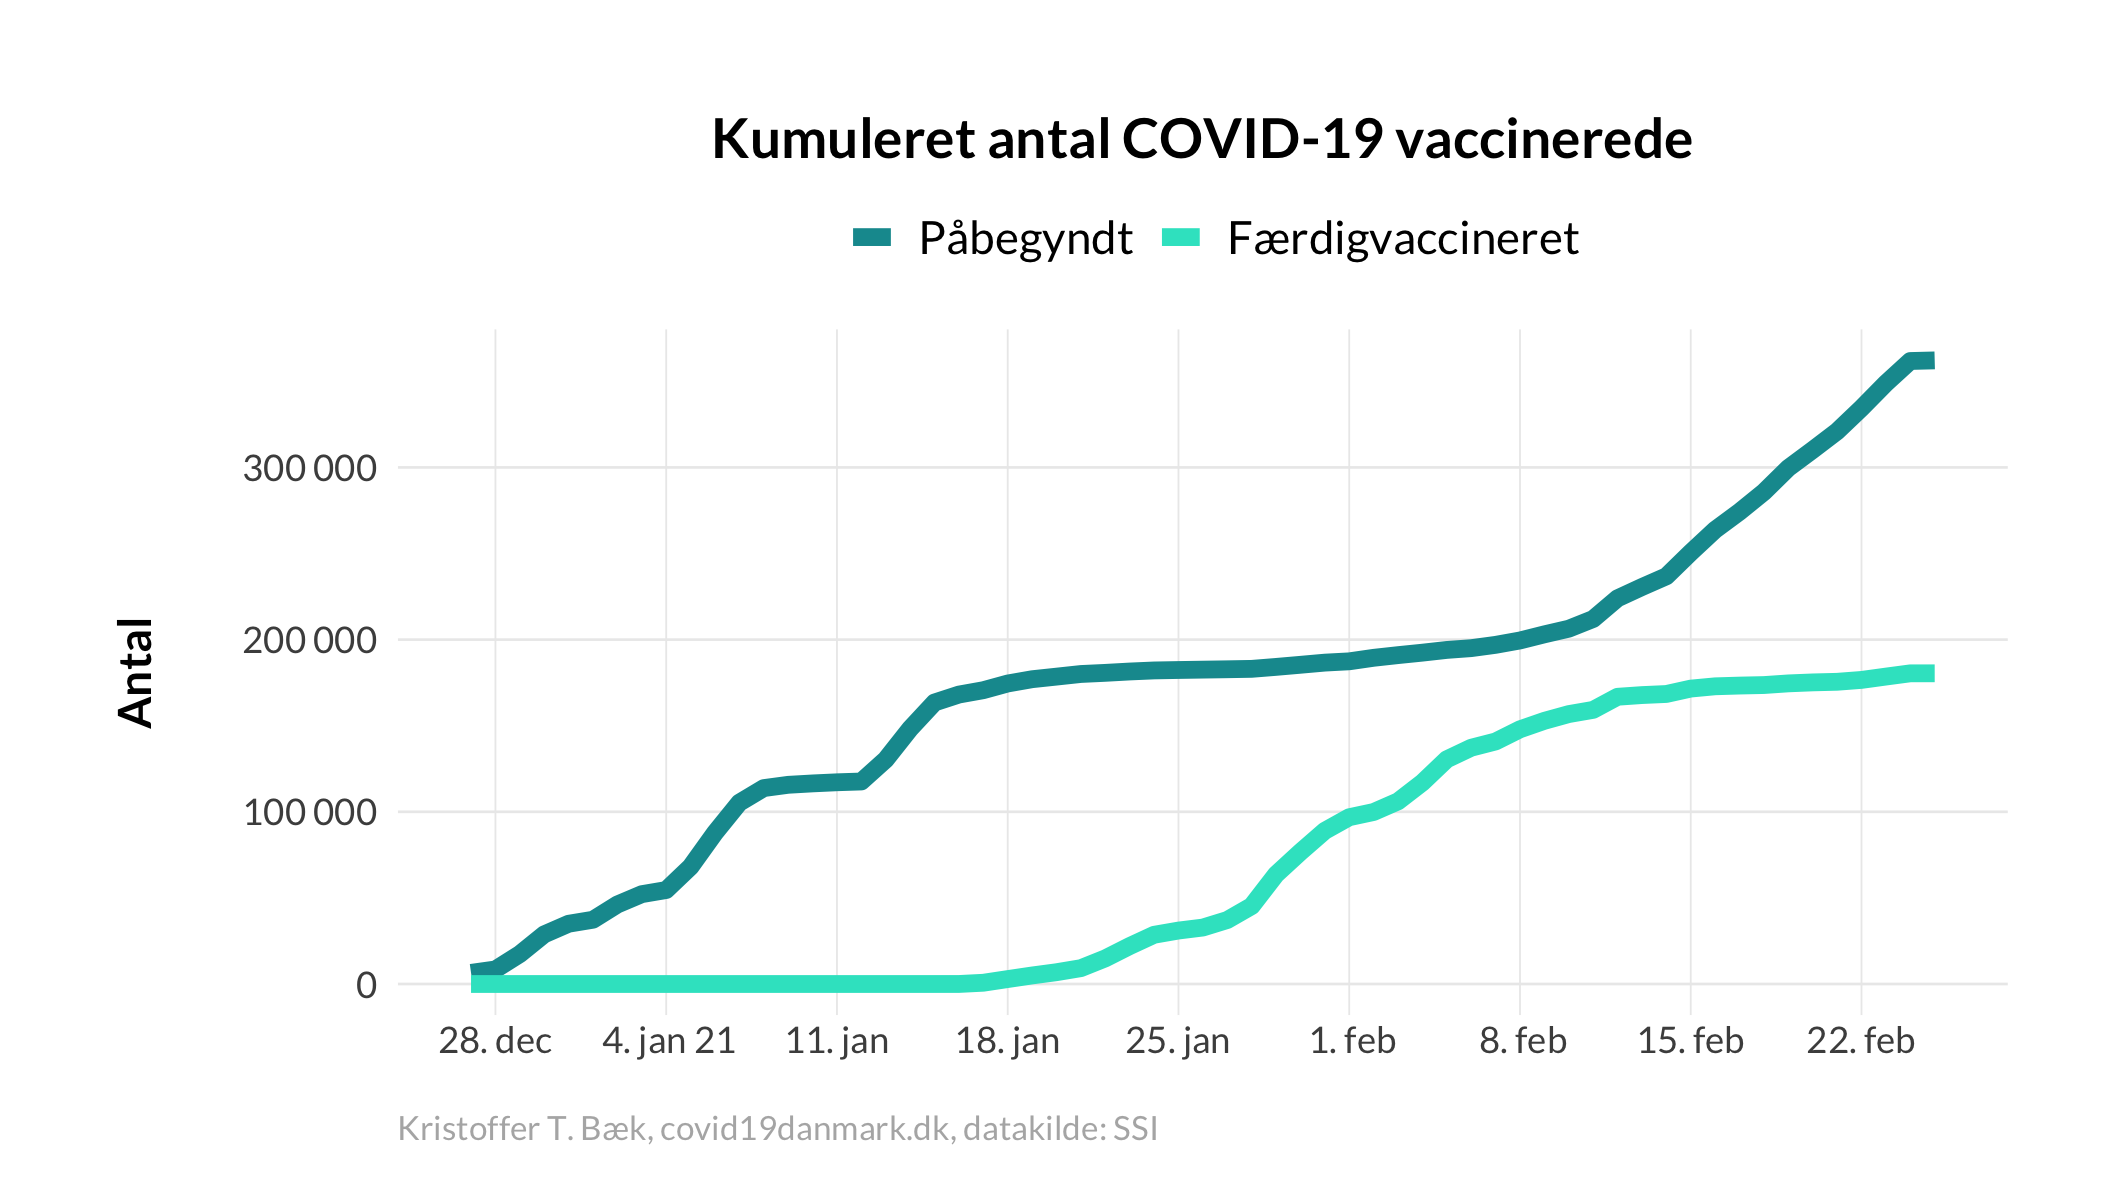 Kumuleret antal COVID-19 vaccinerede
Påbegyndt Færdigvaccineret
Antal
300 000
200 000
100 000
0
28. dec 4. jan 21 11. jan 18. jan 25. jan 1. feb 8. feb 15. feb 22. feb
Kristoffer T. Bæk, covid19danmark.dk, datakilde: SSI